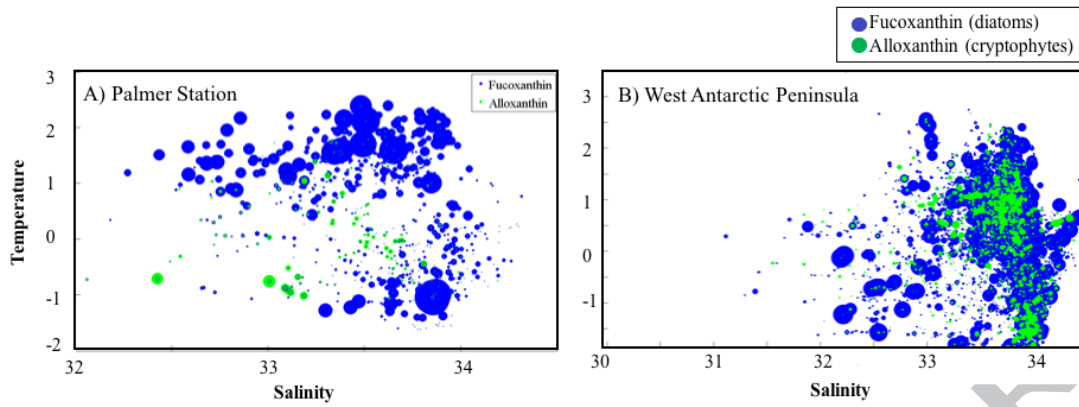 Fucoxanthin (diatoms)
Alloxanthin (cryptophytes)
A) Palmer Station
Fucoxanthin
Alloxanthin
B) West Antarctic Peninsula
Temperature
3
2
1
0
-1
-2
32
33
34
Salinity
3
2
1
0
-1
30
31
32
33
34
Salinity